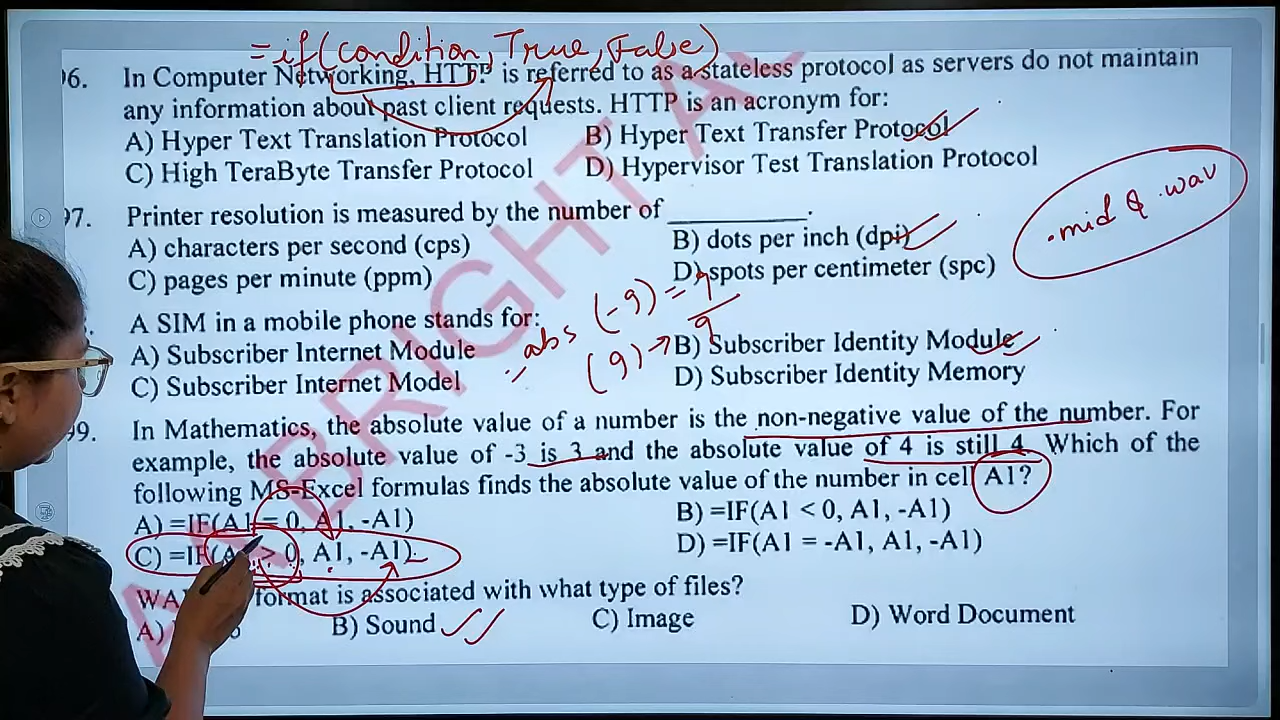 =if(condition, True, False)
96. In Computer Networking, HTTP is referred to as a stateless protocol as servers do not maintain
any information about past client requests. HTTP is an acronym for:
A) Hyper Text Translation Protocol B) Hyper Text Transfer Protocol
C) High TeraByte Transfer Protocol D) Hypervisor Test Translation Protocol
.mid & .wav
97. Printer resolution is measured by the number of ____________.
A) characters per second (cps) B) dots per inch (dpi)
C) pages per minute (ppm) D) spots per centimeter (spc)
abs (-9) = 9
(9) → 9
A SIM in a mobile phone stands for:
A) Subscriber Internet Module B) Subscriber Identity Module
C) Subscriber Internet Model D) Subscriber Identity Memory
99. In Mathematics, the absolute value of a number is the non-negative value of the number. For
example, the absolute value of -3 is 3 and the absolute value of 4 is still 4. Which of the
following MS-Excel formulas finds the absolute value of the number in cell A1?
A) =IF(A1 = 0, A1, -A1) B) =IF(A1 < 0, A1, -A1)
C) =IF(A1 > 0, A1, -A1) D) =IF(A1 = -A1, A1, -A1)
format is associated with what type of files?
A) B) Sound C) Image D) Word Document
BRIGHT